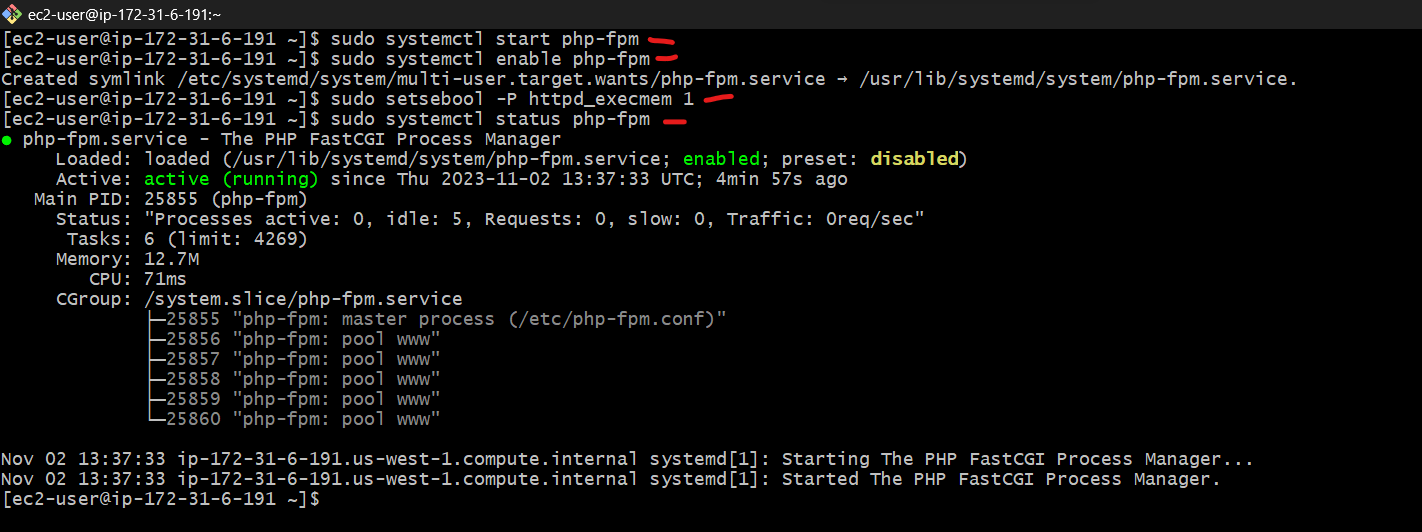 ec2-user@ip-172-31-6-191:~
[ec2-user@ip-172-31-6-191 ~]$ sudo systemctl start php-fpm
[ec2-user@ip-172-31-6-191 ~]$ sudo systemctl enable php-fpm
Created symlink /etc/systemd/system/multi-user.target.wants/php-fpm.service → /usr/lib/systemd/system/php-fpm.service.
[ec2-user@ip-172-31-6-191 ~]$ sudo setsebool -P httpd_execmem 1
[ec2-user@ip-172-31-6-191 ~]$ sudo systemctl status php-fpm
● php-fpm.service - The PHP FastCGI Process Manager
     Loaded: loaded (/usr/lib/systemd/system/php-fpm.service; enabled; preset: disabled)
     Active: active (running) since Thu 2023-11-02 13:37:33 UTC; 4min 57s ago
   Main PID: 25855 (php-fpm)
     Status: "Processes active: 0, idle: 5, Requests: 0, slow: 0, Traffic: 0req/sec"
      Tasks: 6 (limit: 4269)
     Memory: 12.7M
        CPU: 71ms
     CGroup: /system.slice/php-fpm.service
             ├─25855 "php-fpm: master process (/etc/php-fpm.conf)"
             ├─25856 "php-fpm: pool www"
             ├─25857 "php-fpm: pool www"
             ├─25858 "php-fpm: pool www"
             ├─25859 "php-fpm: pool www"
             └─25860 "php-fpm: pool www"
Nov 02 13:37:33 ip-172-31-6-191.us-west-1.compute.internal systemd[1]: Starting The PHP FastCGI Process Manager...
Nov 02 13:37:33 ip-172-31-6-191.us-west-1.compute.internal systemd[1]: Started The PHP FastCGI Process Manager.
[ec2-user@ip-172-31-6-191 ~]$